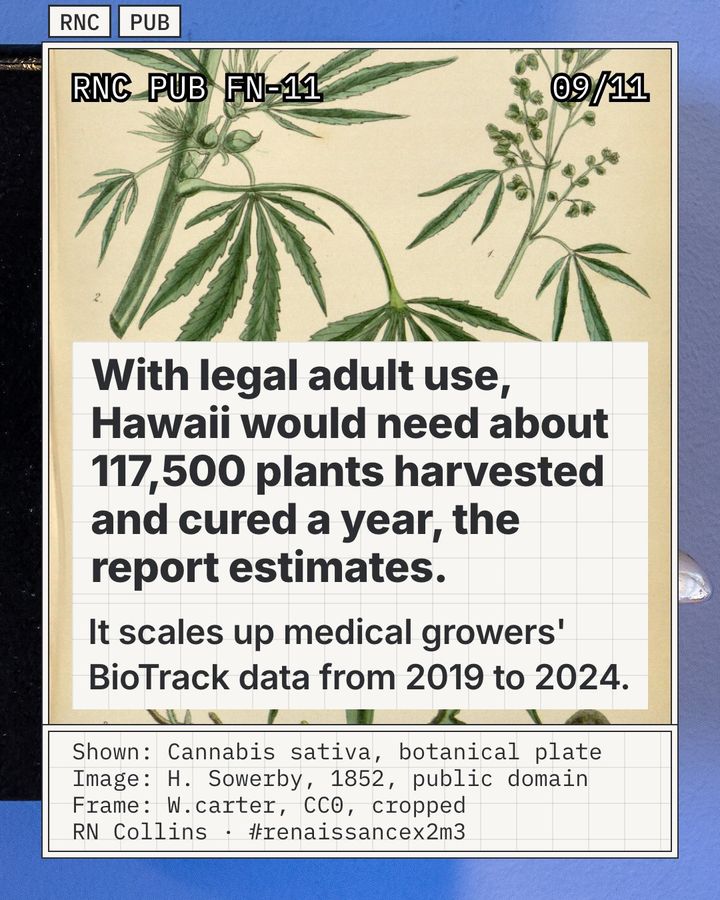 RNC PUB
RNC PUB FN-11 09/11
2.
1.
With legal adult use,
Hawaii would need about
117,500 plants harvested
and cured a year, the
report estimates.
It scales up medical growers'
BioTrack data from 2019 to 2024.
Shown: Cannabis sativa, botanical plate
Image: H. Sowerby, 1852, public domain
Frame: W.carter, CC0, cropped
RN Collins · #renaissancex2m3